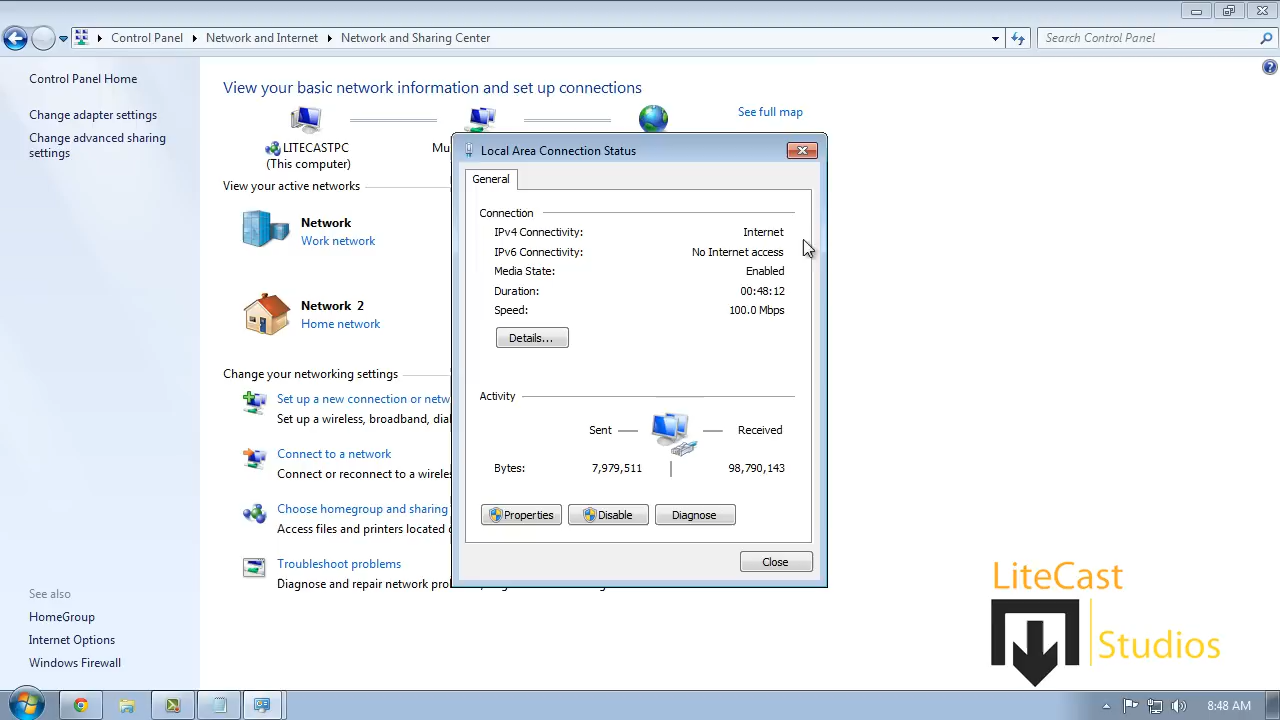 Control Panel
Network and Internet
Network and Sharing Center
Search Control Panel
Control Panel Home
Change adapter settings
Change advanced sharing
settings
See also
HomeGroup
Internet Options
Windows Firewall
View your basic network information and set up connections
See full map
LITECASTPC
(This computer)
Mu
View your active networks
Network
Work network
Network 2
Home network
Change your networking settings
Set up a new connection or netw
Set up a wireless, broadband, dia
Connect to a network
Connect or reconnect to a wireles
Choose homegroup and sharing
Access files and printers located o
Troubleshoot problems
Diagnose and repair network prob
Local Area Connection Status
General
Connection
IPv4 Connectivity: Internet
IPv6 Connectivity: No Internet access
Media State: Enabled
Duration: 00:48:12
Speed: 100.0 Mbps
Details...
Activity
Sent Received
Bytes: 7,979,511 98,790,143
Properties Disable Diagnose
Close
LiteCast
Studios
8:48 AM